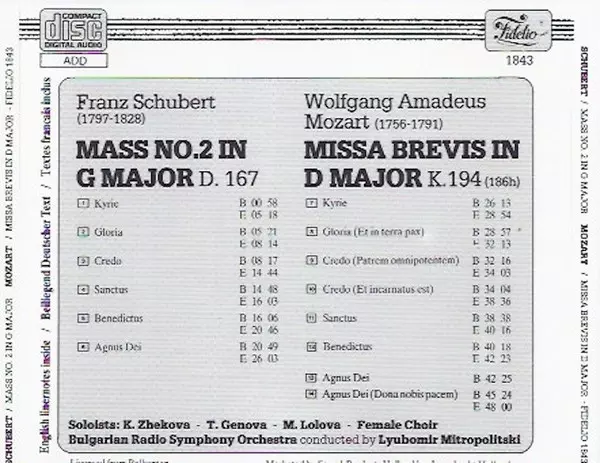 COMPACT
disc
DIGITAL AUDIO
ADD
Fidelio
1843
Franz Schubert
(1797-1828)
MASS NO.2 IN
G MAJOR D. 167
1 Kyrie B 00 58
E 05 18
2 Gloria B 05 21
E 08 14
3 Credo B 08 17
E 14 44
4 Sanctus B 14 48
E 16 03
5 Benedictus B 16 06
E 20 46
6 Agnus Dei B 20 49
E 26 03
Wolfgang Amadeus
Mozart (1756-1791)
MISSA BREVIS IN
D MAJOR K.194 (186h)
7 Kyrie B 26 13
E 28 54
8 Gloria (Et in terra pax) B 28 57
E 32 13
9 Credo (Patrem omnipotentem) B 32 16
E 34 03
10 Credo (Et incarnatus est) B 34 04
E 38 36
11 Sanctus B 38 38
E 40 16
12 Benedictus B 40 18
E 42 23
13 Agnus Dei B 42 25
14 Agnus Dei (Dona nobis pacem) B 45 24
E 48 00
Soloists: K. Zhekova - T. Genova - M. Lolova - Female Choir
Bulgarian Radio Symphony Orchestra conducted by Lyubomir Mitropolitski
English linernotes inside / Beiliegend Deutscher Text / Textes francais inclus
SCHUBERT / MASS NO. 2 IN G MAJOR MOZART / MISSA BREVIS IN D MAJOR - FIDELIO 1843
SCHUBERT / MASS NO. 2 IN G MAJOR MOZART / MISSA BREVIS IN D MAJOR - FIDELIO 1843